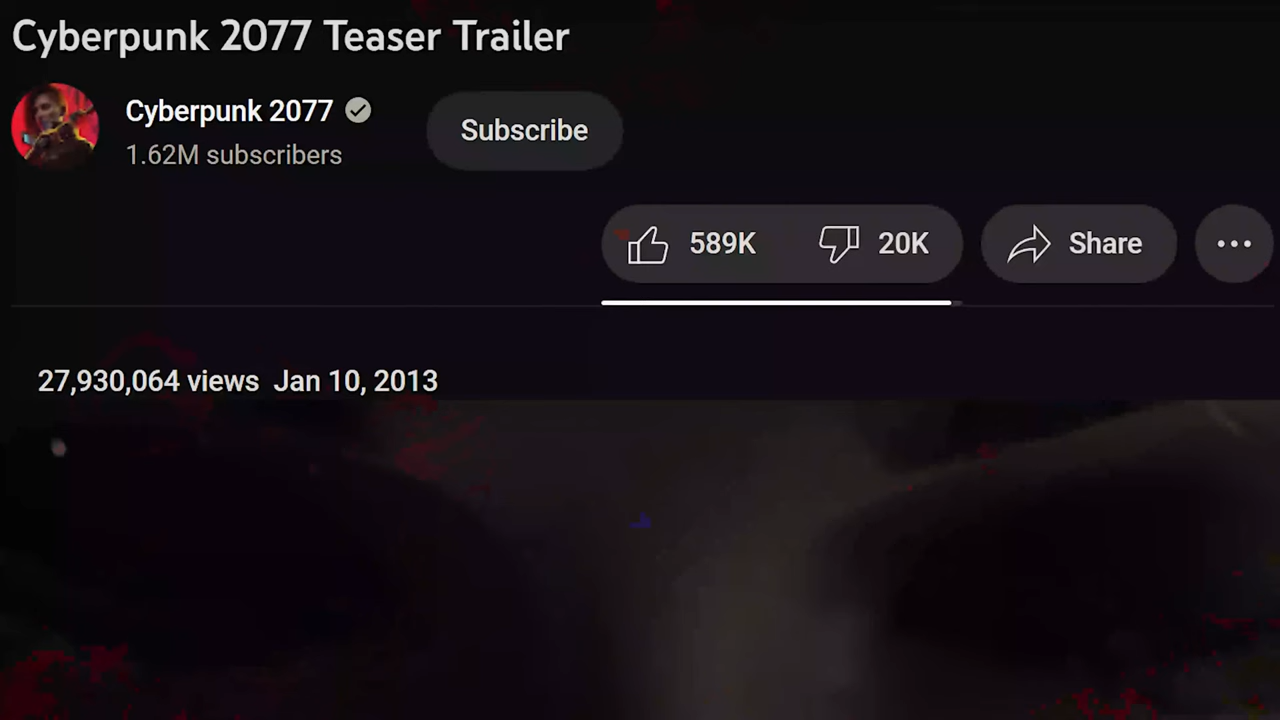 Cyberpunk 2077 Teaser Trailer
Cyberpunk 2077
1.62M subscribers
Subscribe
589K
20K
Share
27,930,064 views Jan 10, 2013